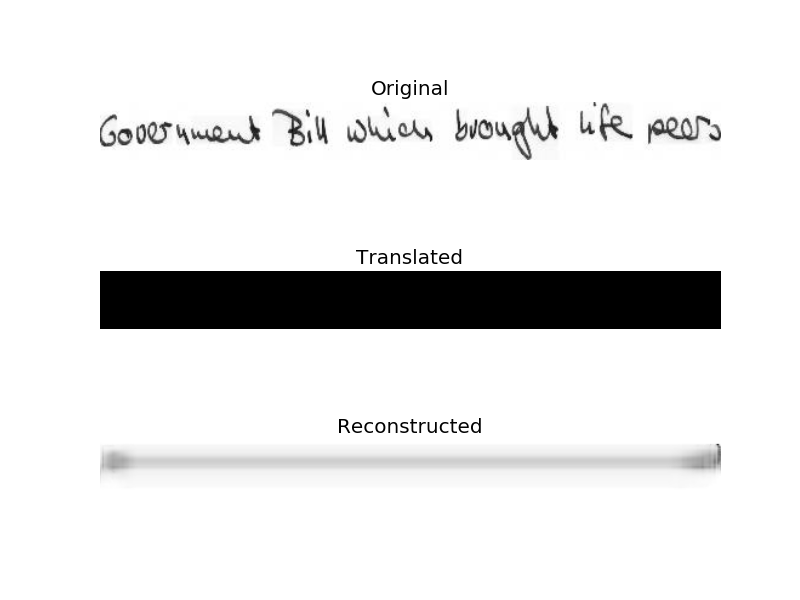 Original
Government Bill which brought life peers
Translated
Reconstructed